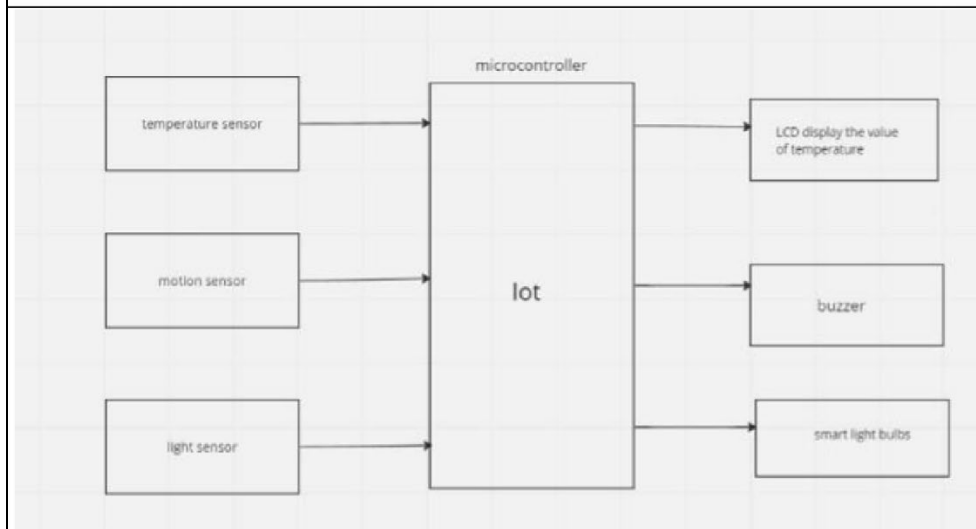 microcontroller
temperature sensor
LCD display the value
of temperature
motion sensor
Iot
buzzer
light sensor
smart light bulbs